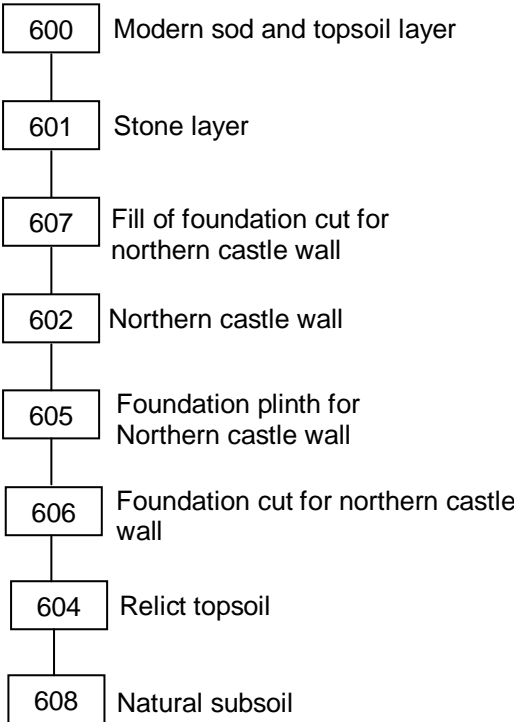 600 Modern sod and topsoil layer
601 Stone layer
607 Fill of foundation cut for
northern castle wall
602 Northern castle wall
605 Foundation plinth for
Northern castle wall
606 Foundation cut for northern castle
wall
604 Relict topsoil
608 Natural subsoil